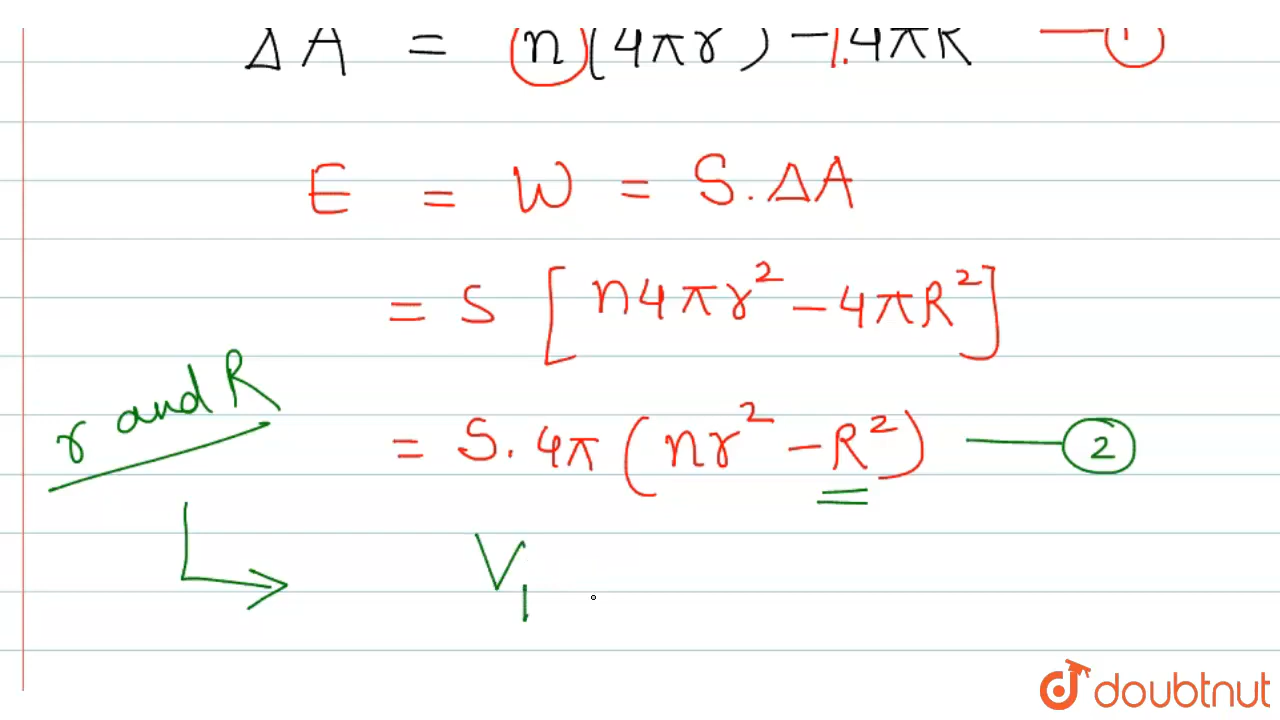 ΔA = n(4πr) - 1.4πR — 1
E = W = S.ΔA
= S [n4πr² - 4πR²]
r and R
= S.4π (nr² - R²) — 2
V₁
doubtnut